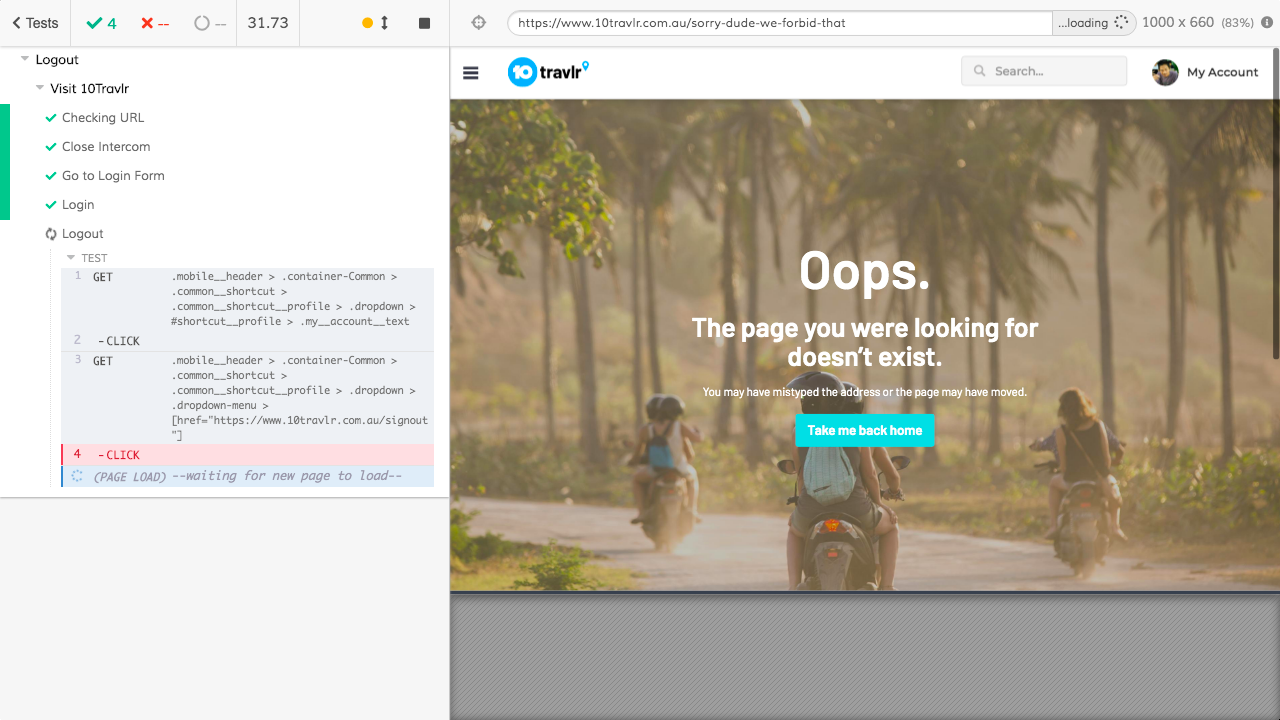 Tests
4
--
--
31.73
https://www.10travlr.com.au/sorry-dude-we-forbid-that
...loading
1000 x 660 (83%)
Logout
Visit 10Travlr
Checking URL
Close Intercom
Go to Login Form
Login
Logout
TEST
1 GET .mobile__header > .container-Common >
.common__shortcut >
.common__shortcut__profile > .dropdown >
#shortcut__profile > .my__account__text
2 -CLICK
3 GET .mobile__header > .container-Common >
.common__shortcut >
.common__shortcut__profile > .dropdown >
.dropdown-menu >
[href="https://www.10travlr.com.au/signout
"]
4 -CLICK
(PAGE LOAD) --waiting for new page to load--
10 travlr
Search...
My Account
Oops.
The page you were looking for
doesn't exist.
You may have mistyped the address or the page may have moved.
Take me back home